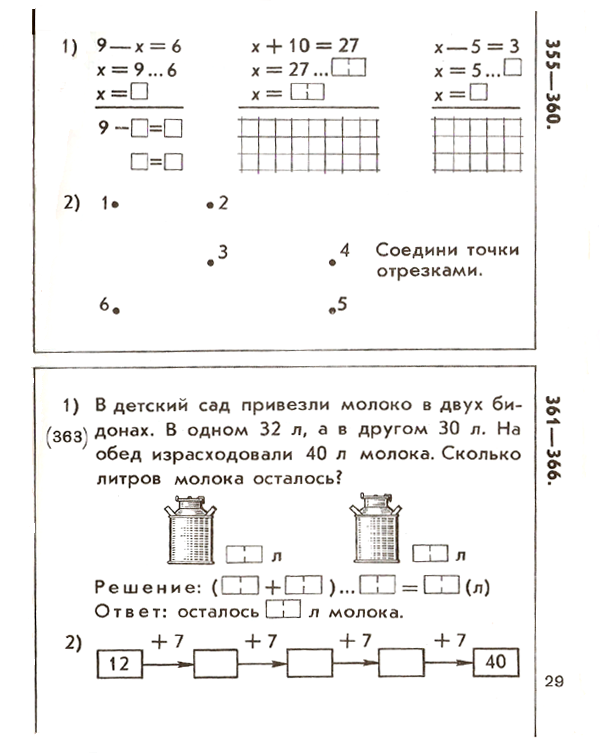 1) 9 — x = 6   x + 10 = 27   x — 5 = 3
x = 9 ... 6   x = 27 ... □□   x = 5 ... □
x = □   x = □□   x = □
9 — □ = □
□ = □
355—360.
2) 1•   •2
•3   •4   Соедини точки
отрезками.
6•   •5
1) В детский сад привезли молоко в двух би-
(363) донах. В одном 32 л, а в другом 30 л. На
обед израсходовали 40 л молока. Сколько
литров молока осталось?
□□ л   □□ л
Решение: (□□ + □□)...□□ = □□ (л)
Ответ: осталось □□ л молока.
361—366.
2) + 7   + 7   + 7   + 7
12   40
29